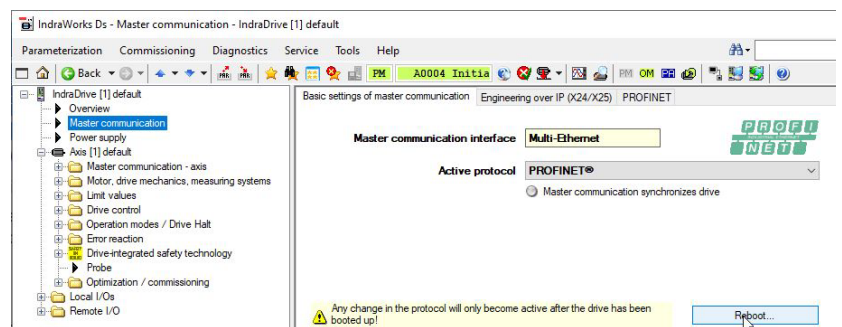 IndraWorks Ds - Master communication - IndraDrive [1] default
Parameterization Commissioning Diagnostics Service Tools Help
Back PAR. PAR. PM A0004 Initia PM OM
IndraDrive [1] default
Overview
Master communication
Power supply
Axis [1] default
Master communication - axis
Motor, drive mechanics, measuring systems
Limit values
Drive control
Operation modes / Drive Halt
Error reaction
Drive-integrated safety technology
Probe
Optimization / commissioning
Local I/Os
Remote I/O
Basic settings of master communication Engineering over IP (X24/X25) PROFINET
Master communication interface Multi-Ethernet
PROFI
NET
Active protocol PROFINET®
Master communication synchronizes drive
Any change in the protocol will only become active after the drive has been
booted up!
Reboot...